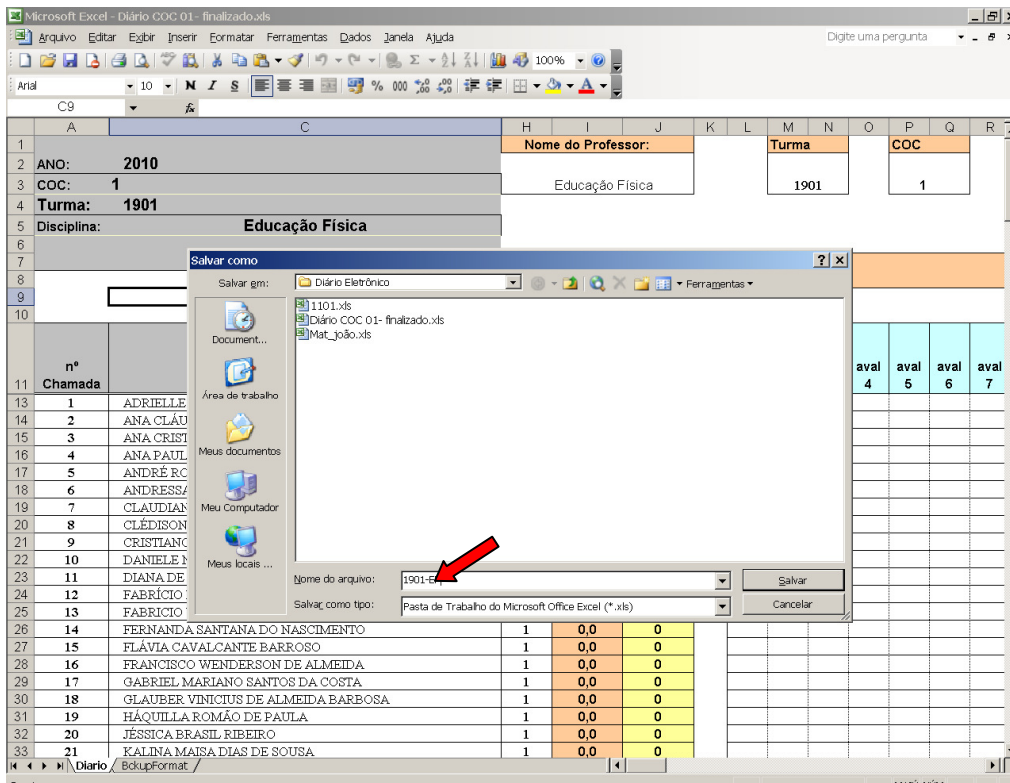 Microsoft Excel - Diário COC 01- finalizado.xls
Arquivo Editar Exibir Inserir Formatar Ferramentas Dados Janela Ajuda Digite uma pergunta
100%
Arial 10 N I S % 000
C9 fx
A C H I J K L M N O P Q R
1 Nome do Professor: Turma COC
2 ANO: 2010
3 COC: 1 Educação Física 1901 1
4 Turma: 1901
5 Disciplina: Educação Física
6
7
8
9
10
Salvar como
Salvar em: Diário Eletrônico Ferramentas
1101.xls
Diário COC 01- finalizado.xls
Mat_joão.xls
Document...
Área de trabalho
Meus documentos
Meu Computador
Meus locais ...
Nome do arquivo: 1901-E Salvar
Salvar como tipo: Pasta de Trabalho do Microsoft Office Excel (*.xls) Cancelar
11 nº Chamada aval 4 aval 5 aval 6 aval 7
13 1 ADRIELLE
14 2 ANA CLÁU
15 3 ANA CRIST
16 4 ANA PAUL
17 5 ANDRÉ RO
18 6 ANDRESSA
19 7 CLAUDIAN
20 8 CLÉDISON
21 9 CRISTIANO
22 10 DANIELE
23 11 DIANA DE
24 12 FABRÍCIO
25 13 FABRICIO
26 14 FERNANDA SANTANA DO NASCIMENTO 1 0,0 0
27 15 FLÁVIA CAVALCANTE BARROSO 1 0,0 0
28 16 FRANCISCO WENDERSON DE ALMEIDA 1 0,0 0
29 17 GABRIEL MARIANO SANTOS DA COSTA 1 0,0 0
30 18 GLAUBER VINICIUS DE ALMEIDA BARBOSA 1 0,0 0
31 19 HÁQUILLA ROMÃO DE PAULA 1 0,0 0
32 20 JÉSSICA BRASIL RIBEIRO 1 0,0 0
33 21 KALINA MAISA DIAS DE SOUSA 1 0,0 0
Diario BckupFormat